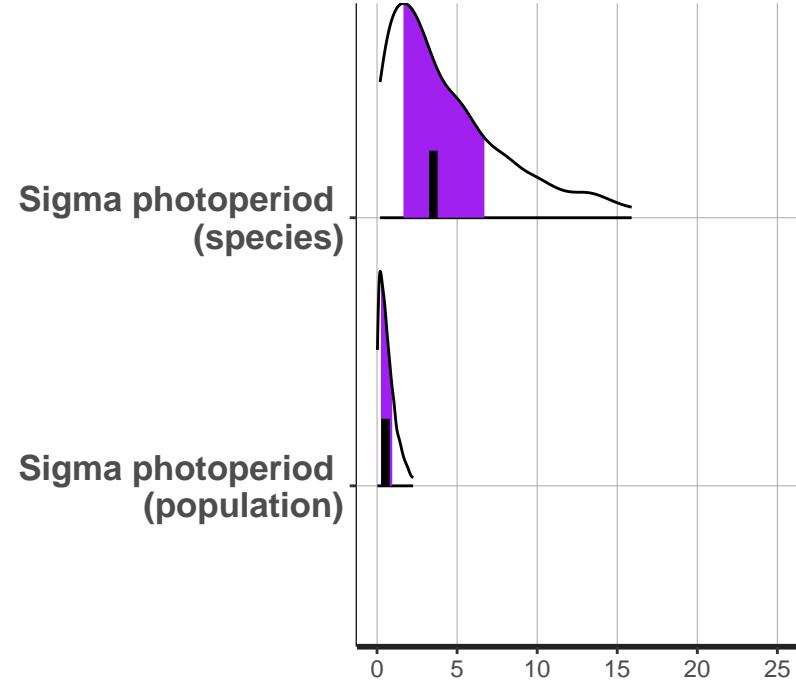 Sigma photoperiod
(species)
Sigma photoperiod
(population)
0 5 10 15 20 25